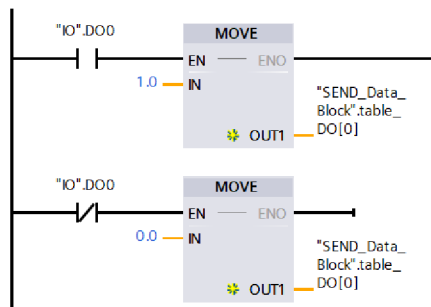 "IO".DO0
MOVE
EN
ENO
1.0
IN
OUT1
"SEND_Data_
Block".table_
DO[0]
"IO".DO0
MOVE
EN
ENO
0.0
IN
OUT1
"SEND_Data_
Block".table_
DO[0]